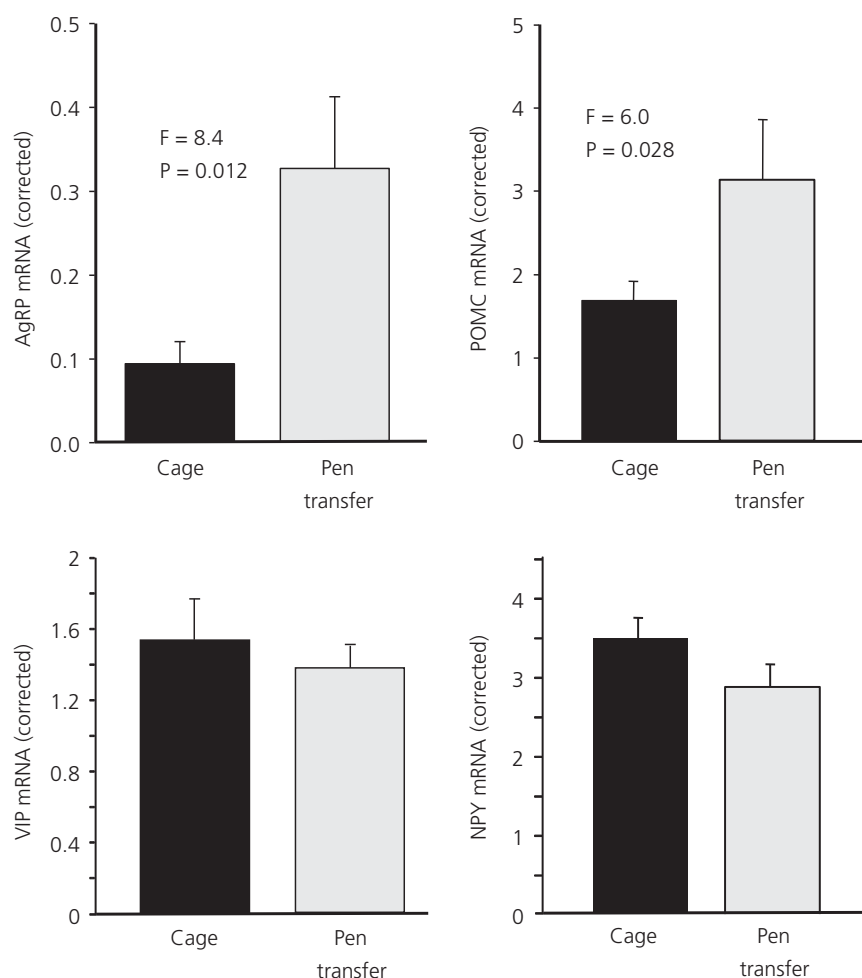 AgRP mRNA (corrected)
0.5
0.4
0.3
0.2
0.1
0.0
F = 8.4
P = 0.012
Cage
Pen
transfer
POMC mRNA (corrected)
5
4
3
2
1
0
F = 6.0
P = 0.028
Cage
Pen
transfer
VIP mRNA (corrected)
2
1.6
1.2
0.8
0.4
0
Cage
Pen
transfer
NPY mRNA (corrected)
4
3
2
1
0
Cage
Pen
transfer